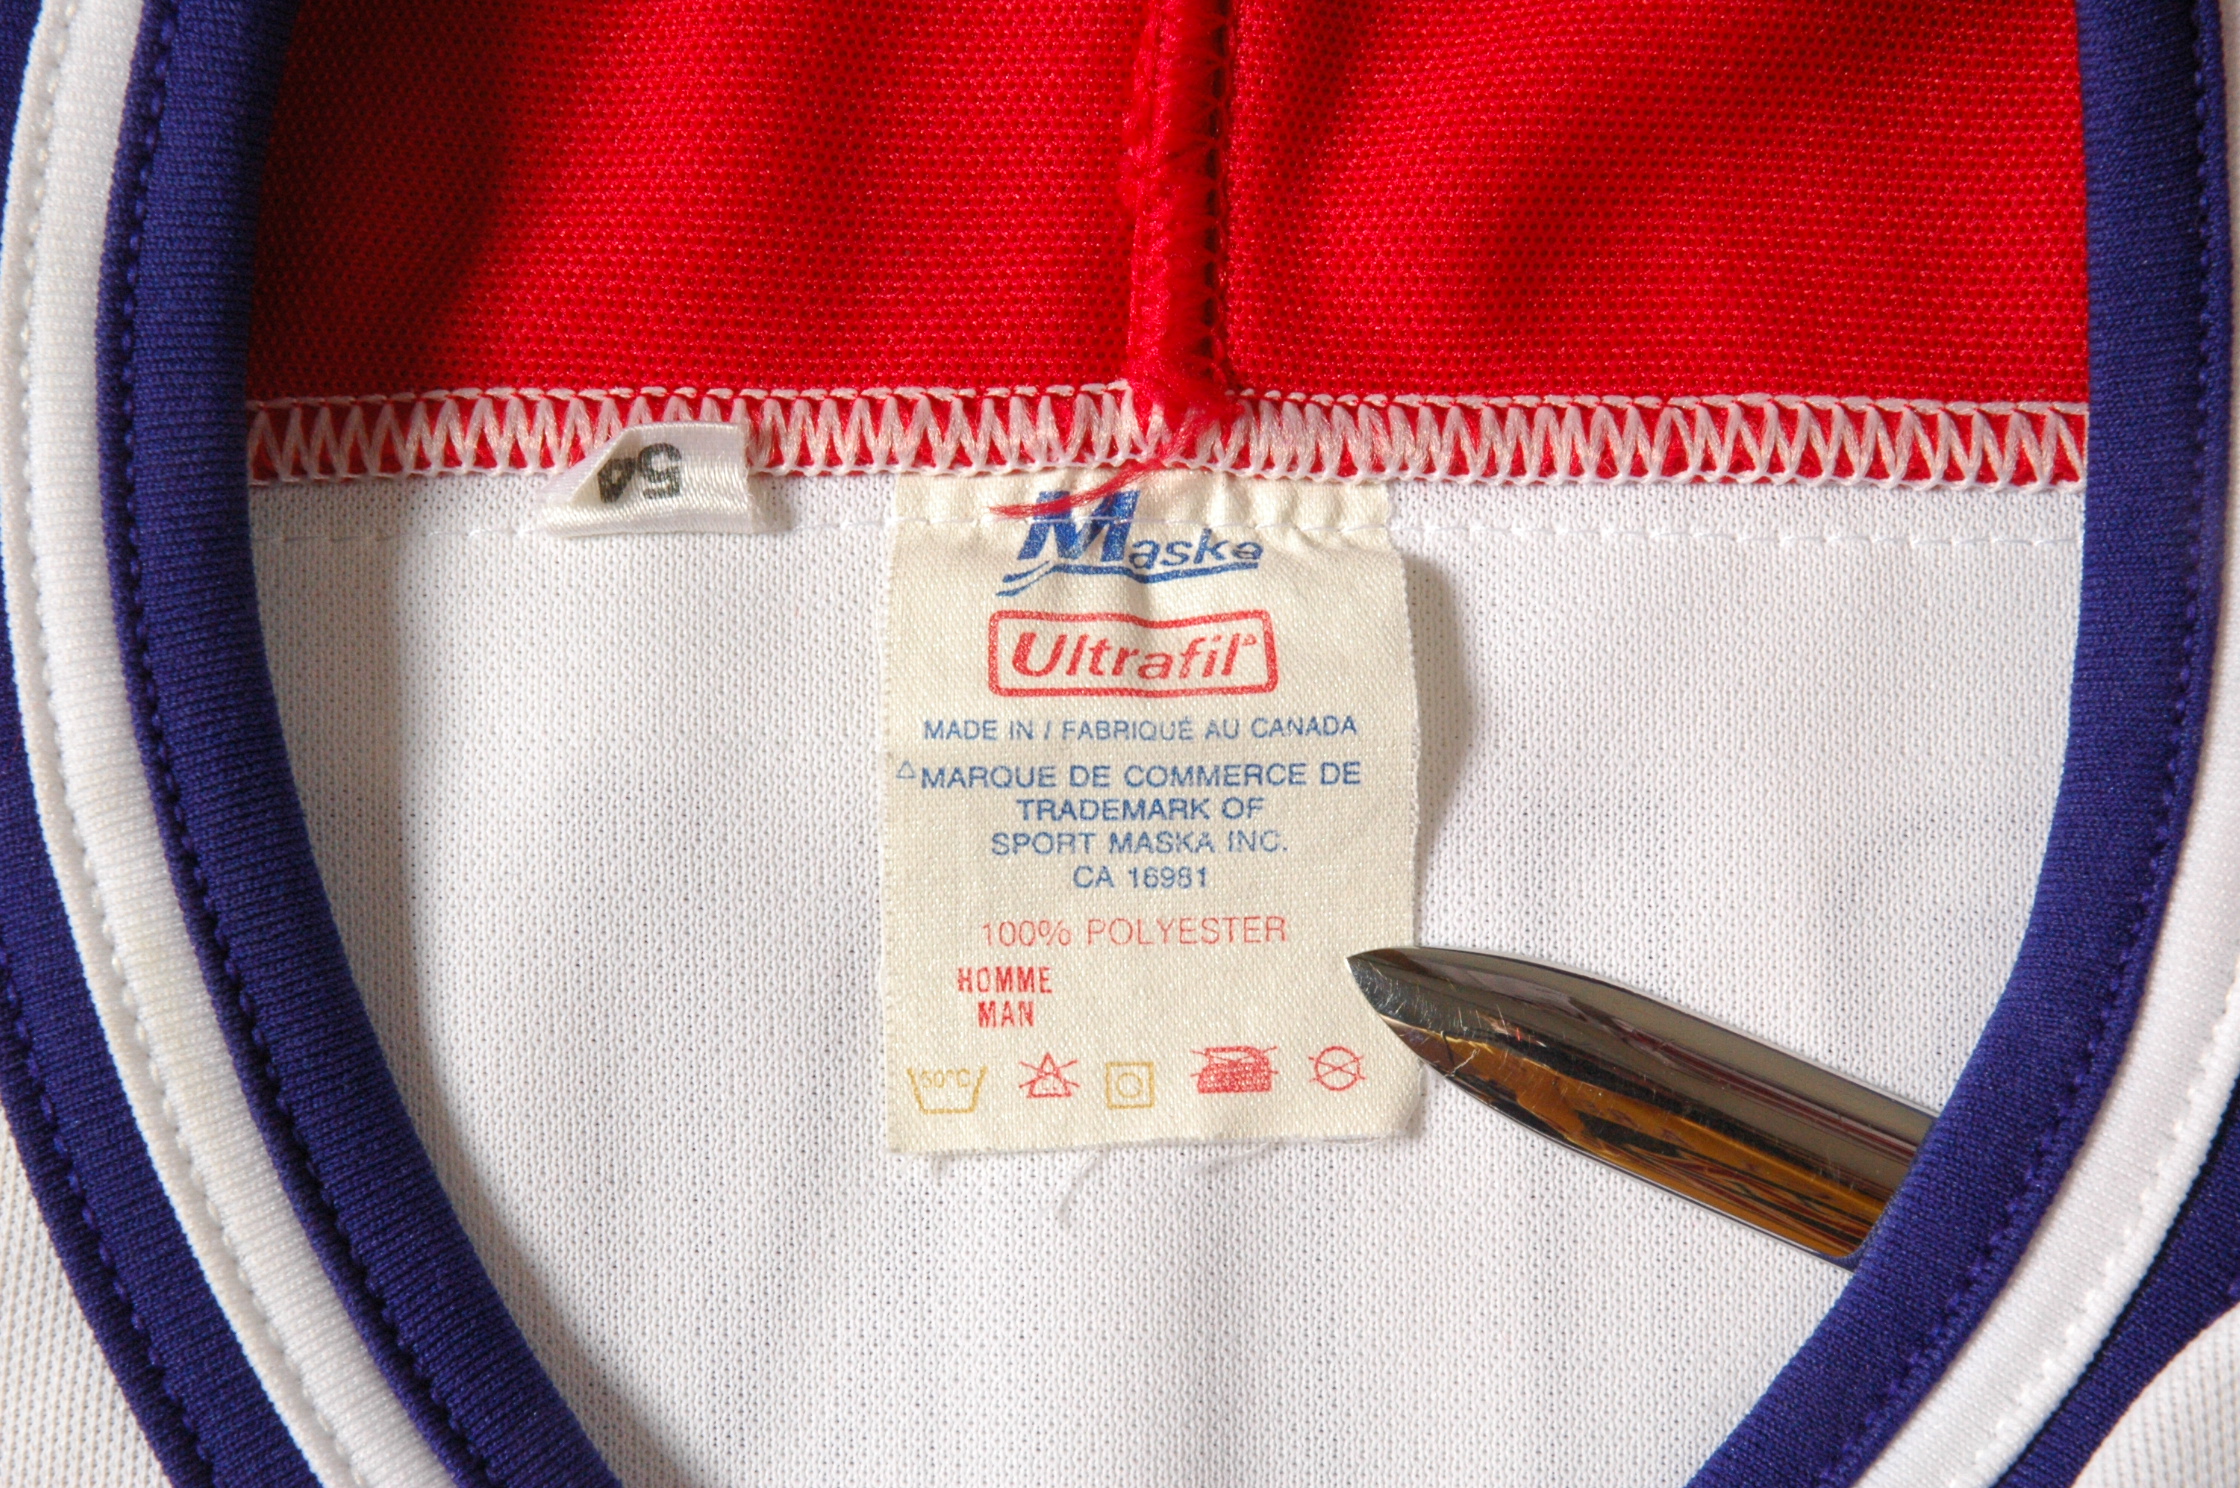 54
Maska
Ultrafil
MADE IN / FABRIQUÉ AU CANADA
△MARQUE DE COMMERCE DE
TRADEMARK OF
SPORT MASKA INC.
CA 16981
100% POLYESTER
HOMME
MAN
50°C